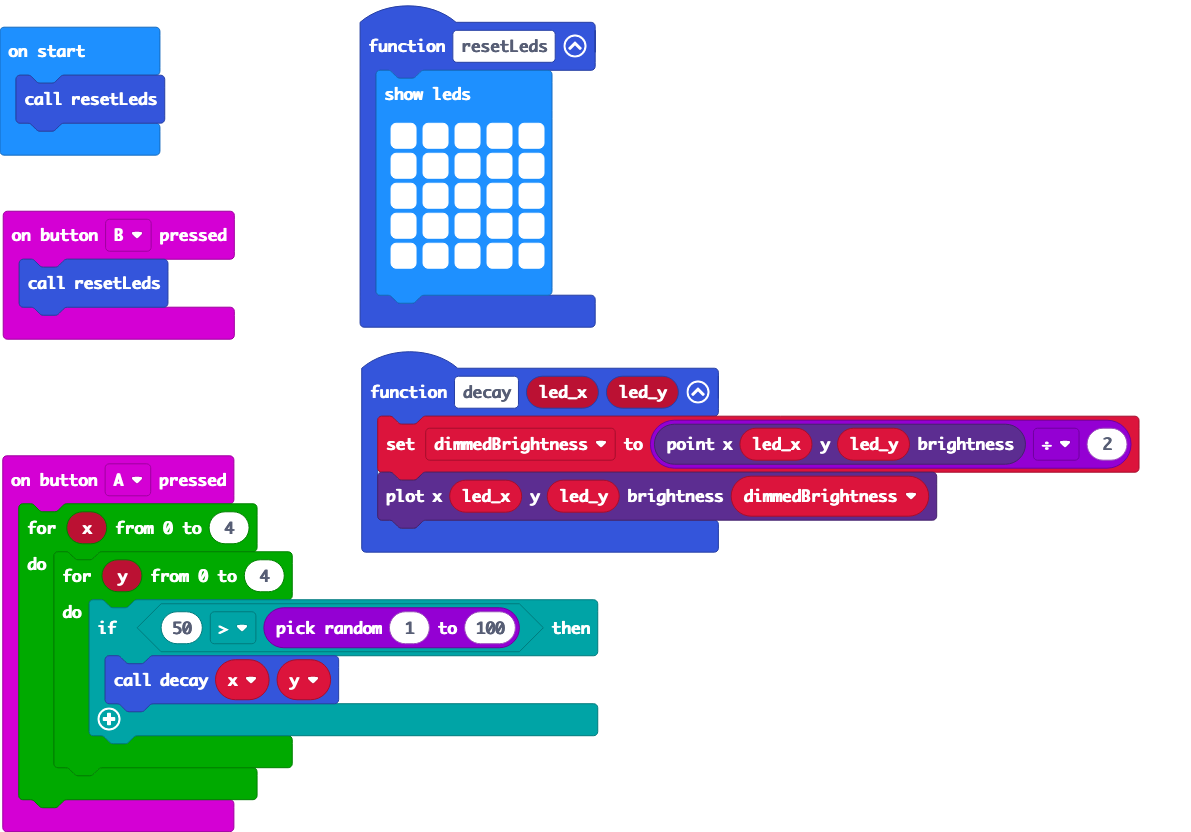 on start
call resetLeds
on button B pressed
call resetLeds
on button A pressed
for x from 0 to 4
do
for y from 0 to 4
do
if 50 > pick random 1 to 100 then
call decay x y
function resetLeds
show leds
function decay led_x led_y
set dimmedBrightness to point x led_x y led_y brightness ÷ 2
plot x led_x y led_y brightness dimmedBrightness